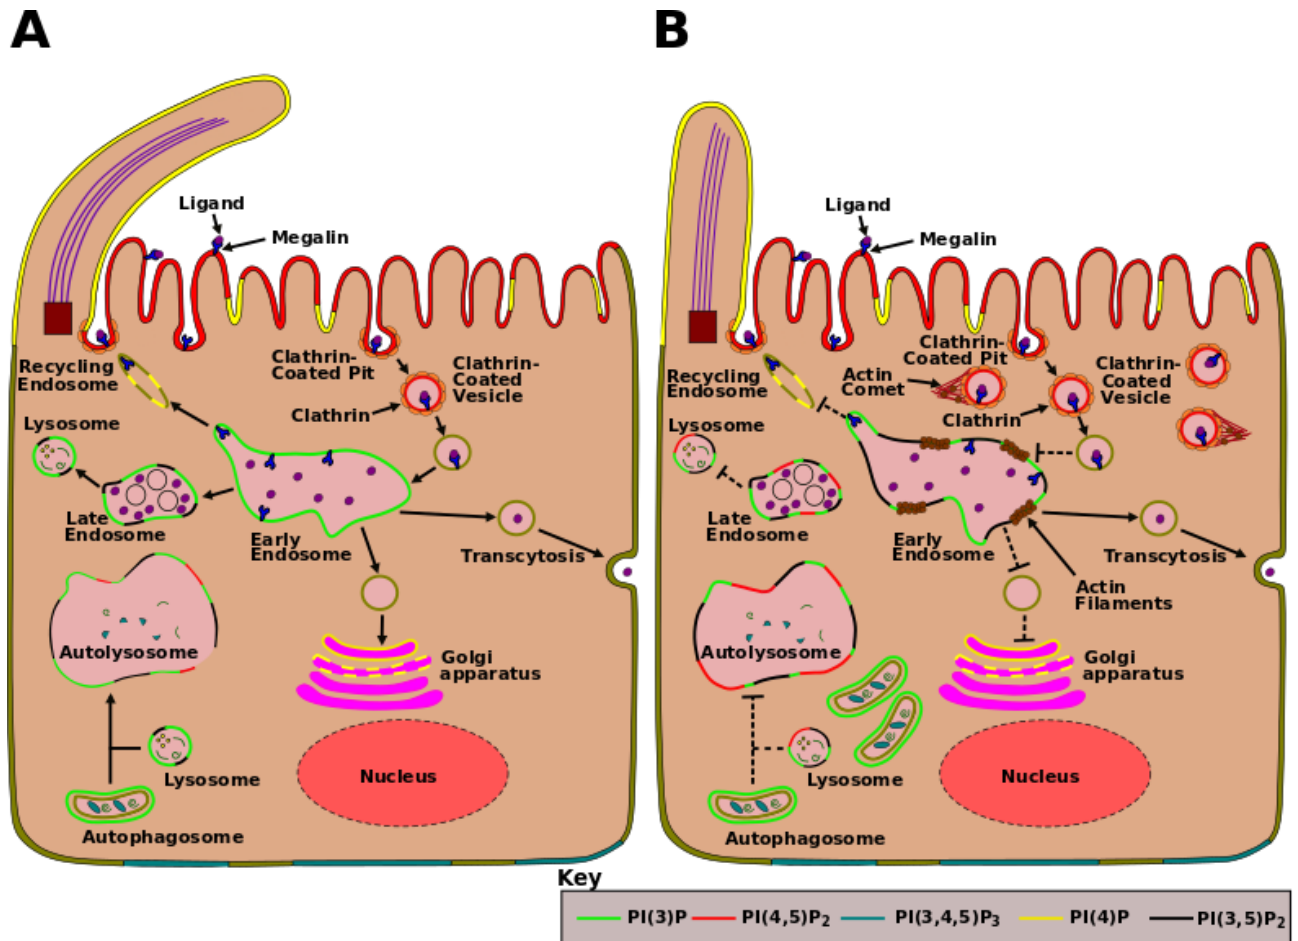 A
B
Ligand
Megalin
Recycling
Endosome
Clathrin-
Coated Pit
Clathrin-
Coated
Vesicle
Clathrin
Lysosome
Late
Endosome
Early
Endosome
Transcytosis
Autolysosome
Golgi
apparatus
Lysosome
Nucleus
Autophagosome
Ligand
Megalin
Clathrin-
Coated Pit
Clathrin-
Coated
Vesicle
Recycling
Endosome
Actin
Comet
Clathrin
Lysosome
Late
Endosome
Early
Endosome
Transcytosis
Actin
Filaments
Autolysosome
Golgi
apparatus
Lysosome
Nucleus
Autophagosome
Key
PI(3)P PI(4,5)P₂ PI(3,4,5)P₃ PI(4)P PI(3,5)P₂